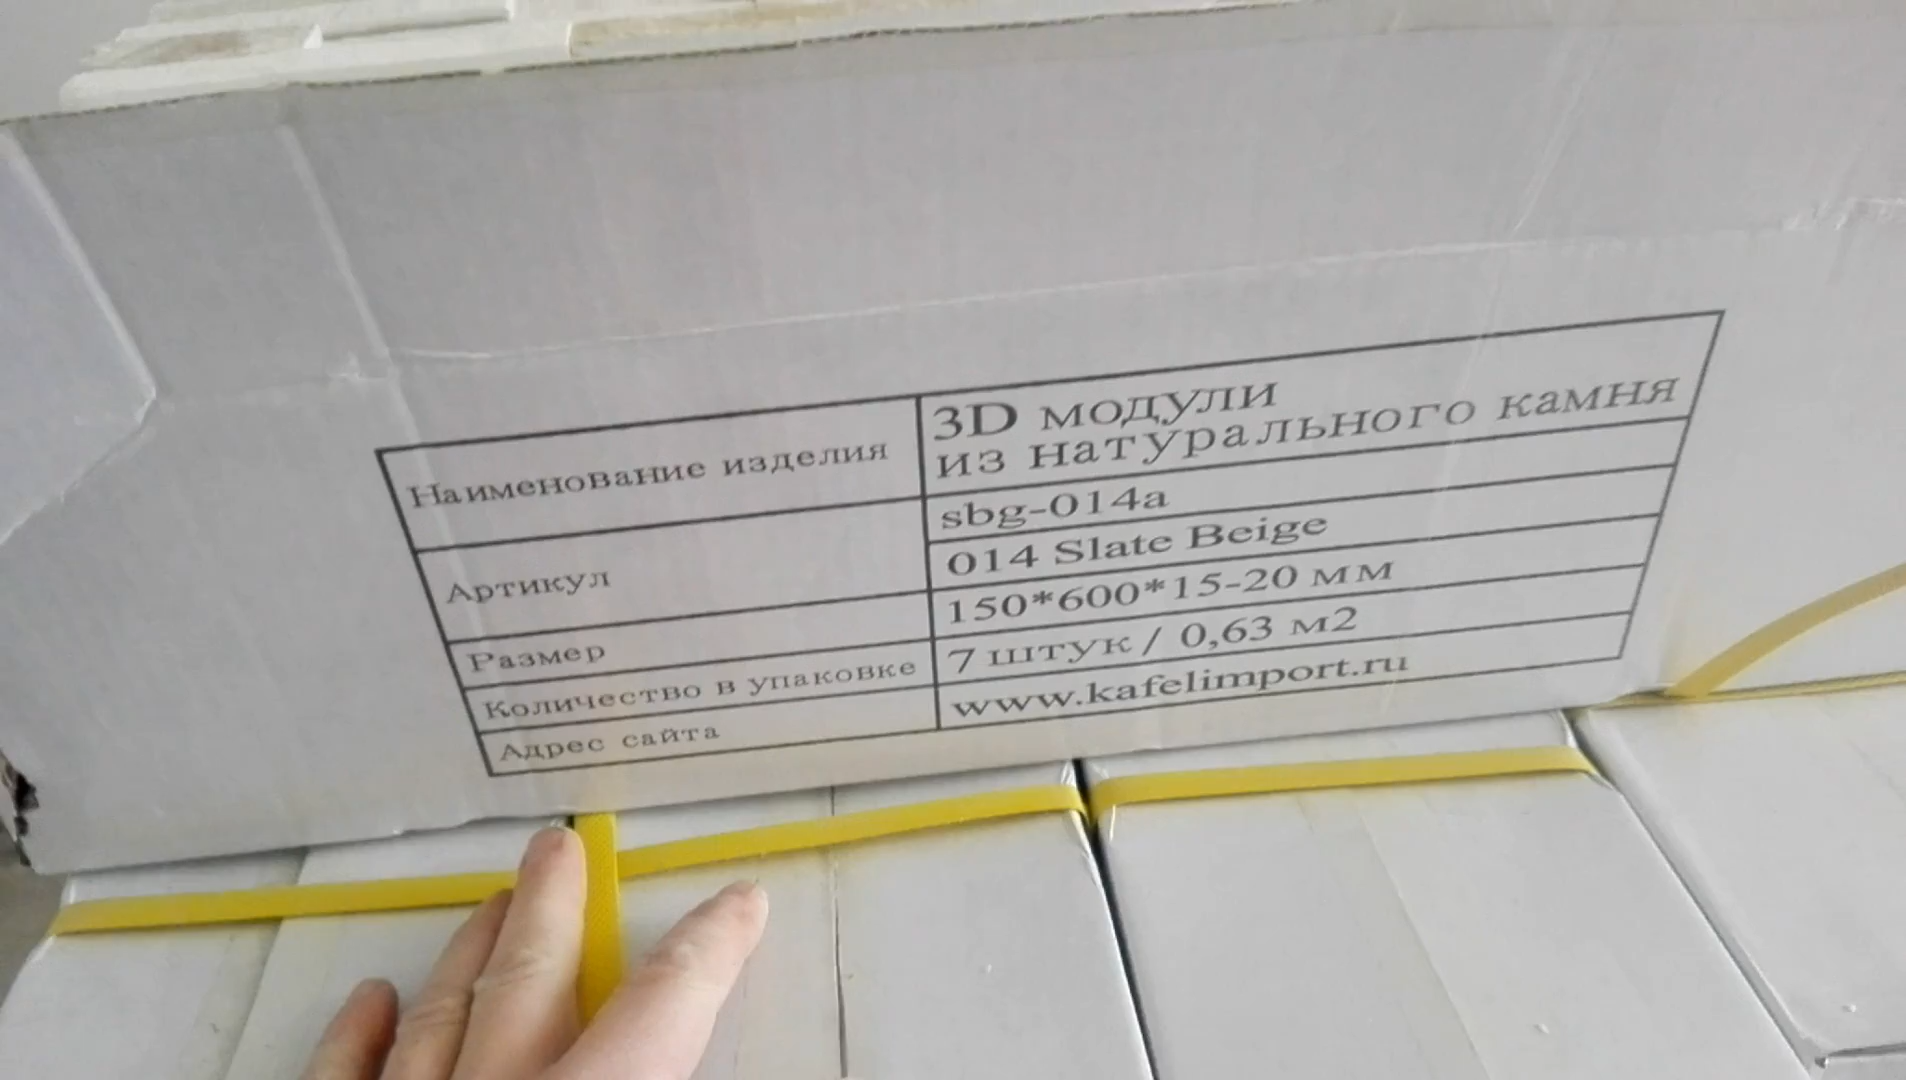 Наименование изделия
3D модули
из натурального камня
Артикул
sbg-014a
014 Slate Beige
Размер
150*600*15-20 мм
Количество в упаковке
7 штук / 0,63 м2
Адрес сайта
www.kafelimport.ru